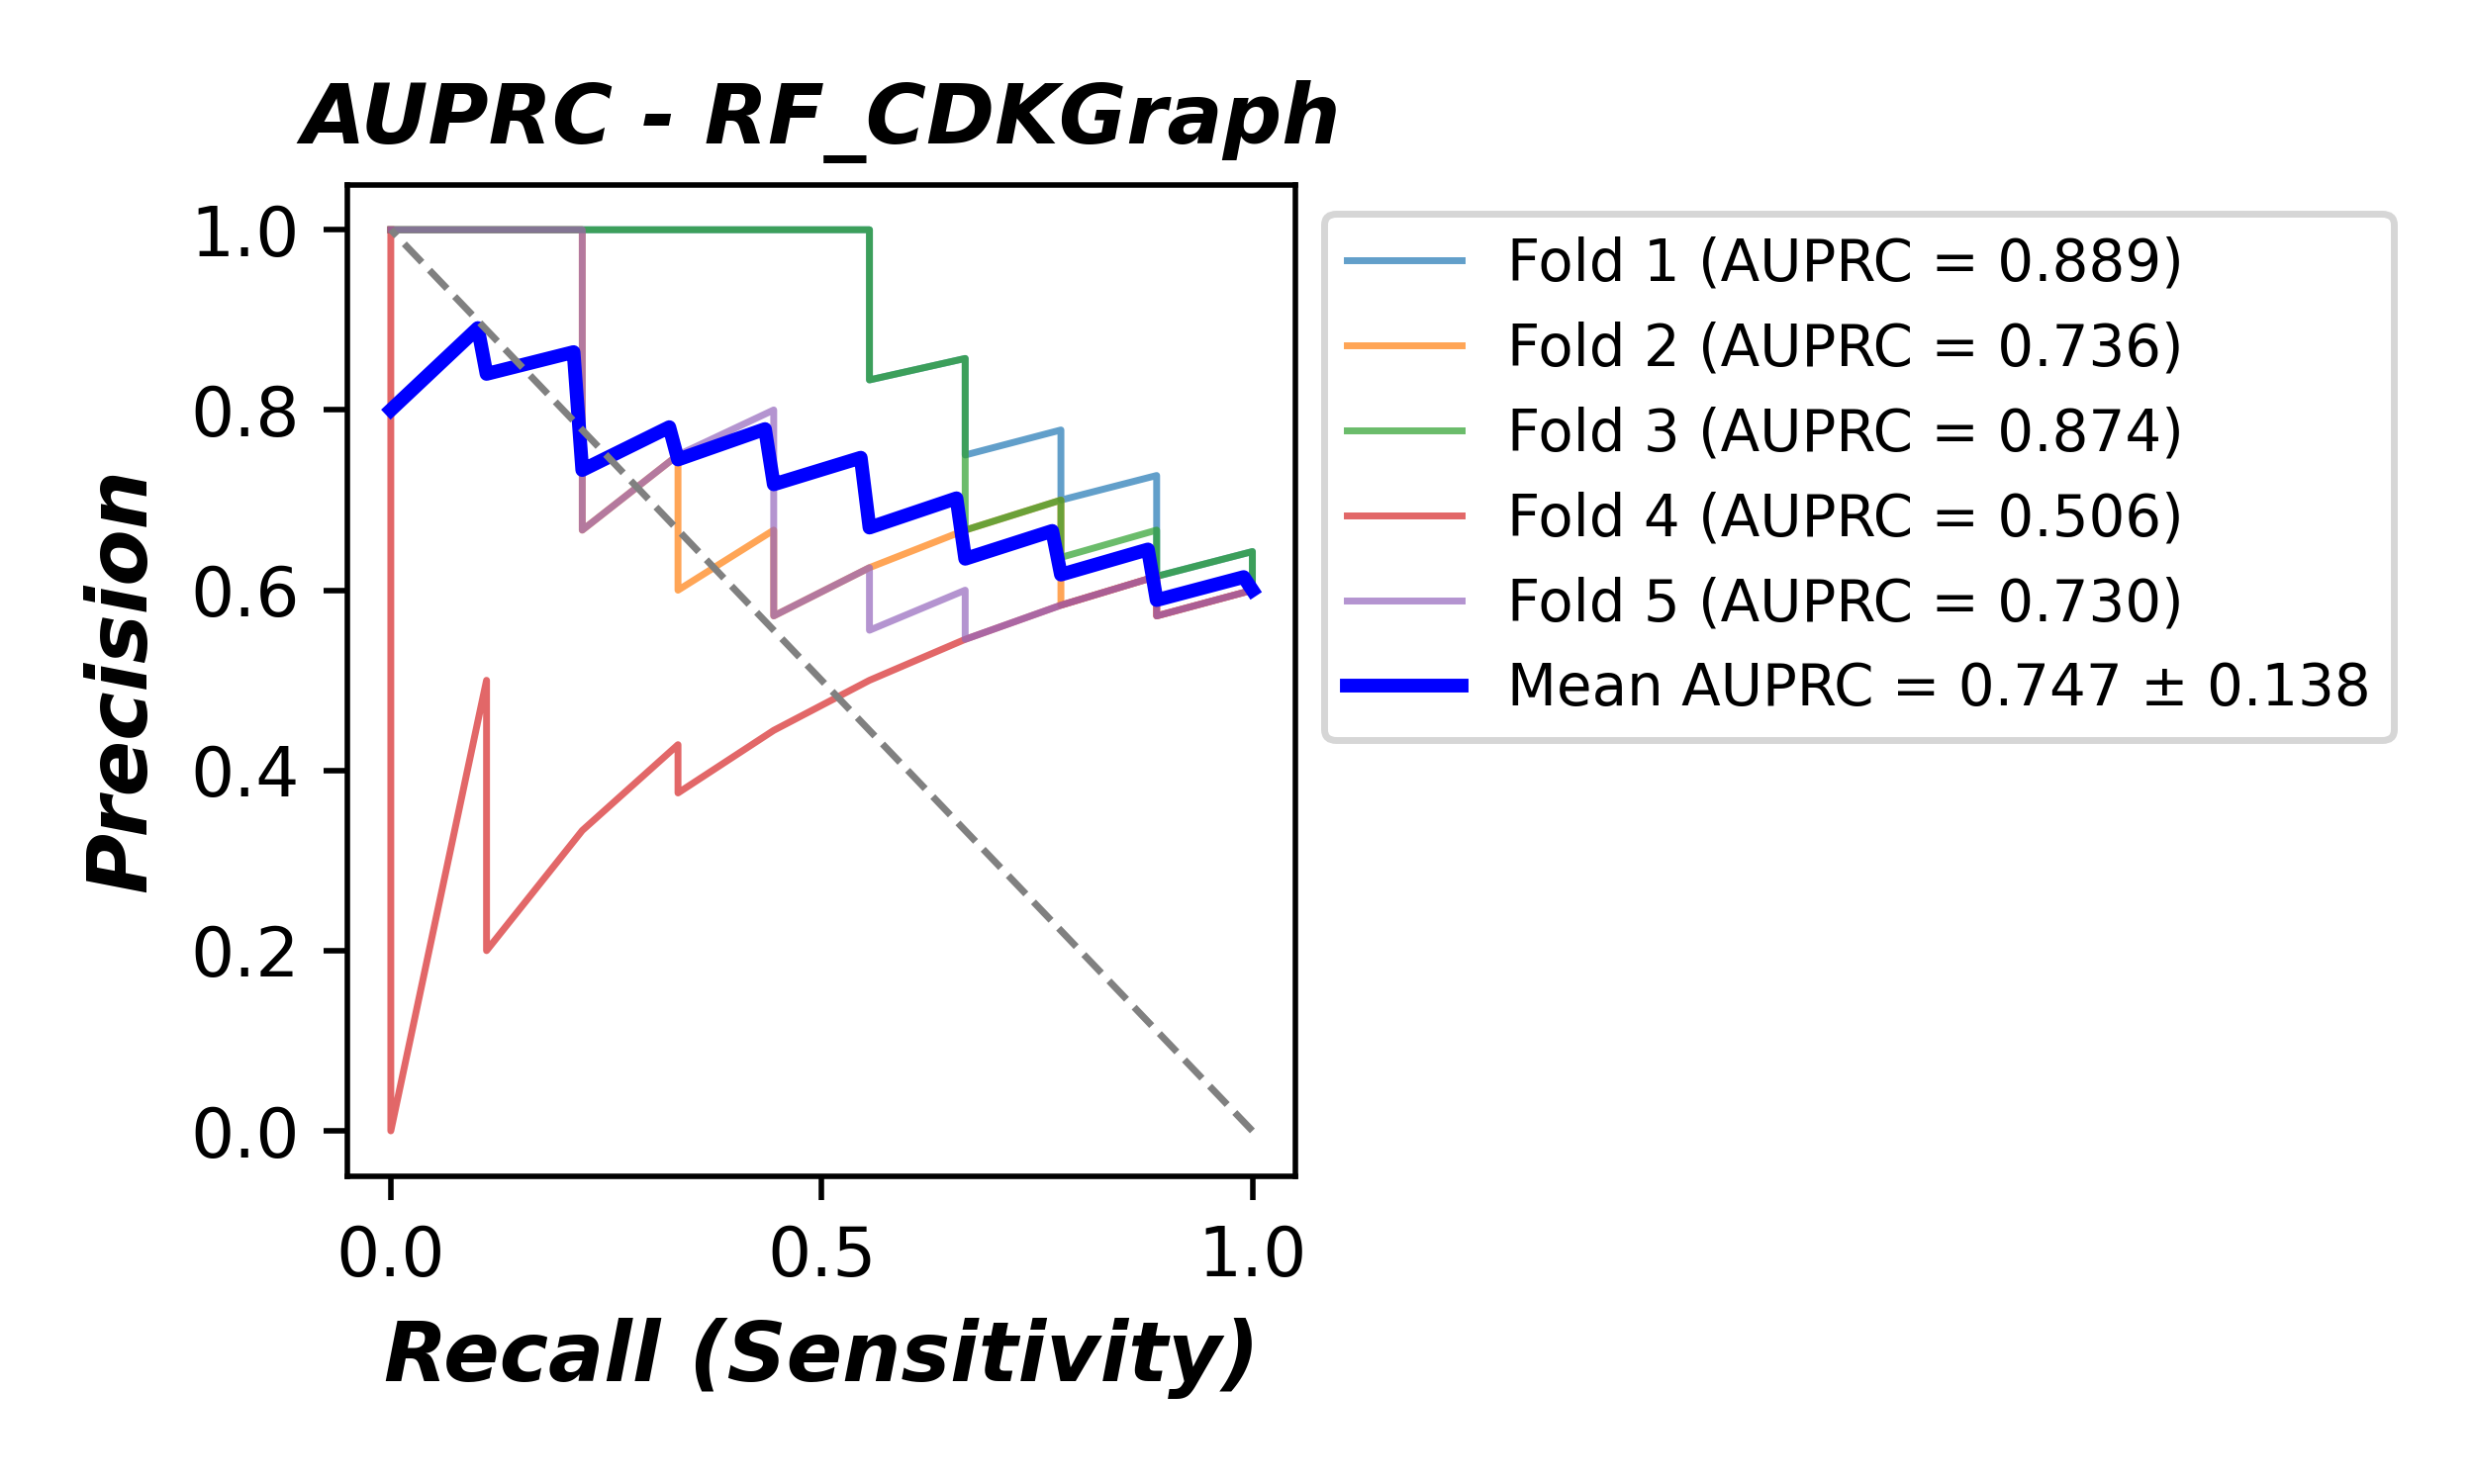 AUPRC - RF_CDKGraph
Precision
1.0
0.8
0.6
0.4
0.2
0.0
0.0
0.5
1.0
Recall (Sensitivity)
Fold 1 (AUPRC = 0.889)
Fold 2 (AUPRC = 0.736)
Fold 3 (AUPRC = 0.874)
Fold 4 (AUPRC = 0.506)
Fold 5 (AUPRC = 0.730)
Mean AUPRC = 0.747 ± 0.138